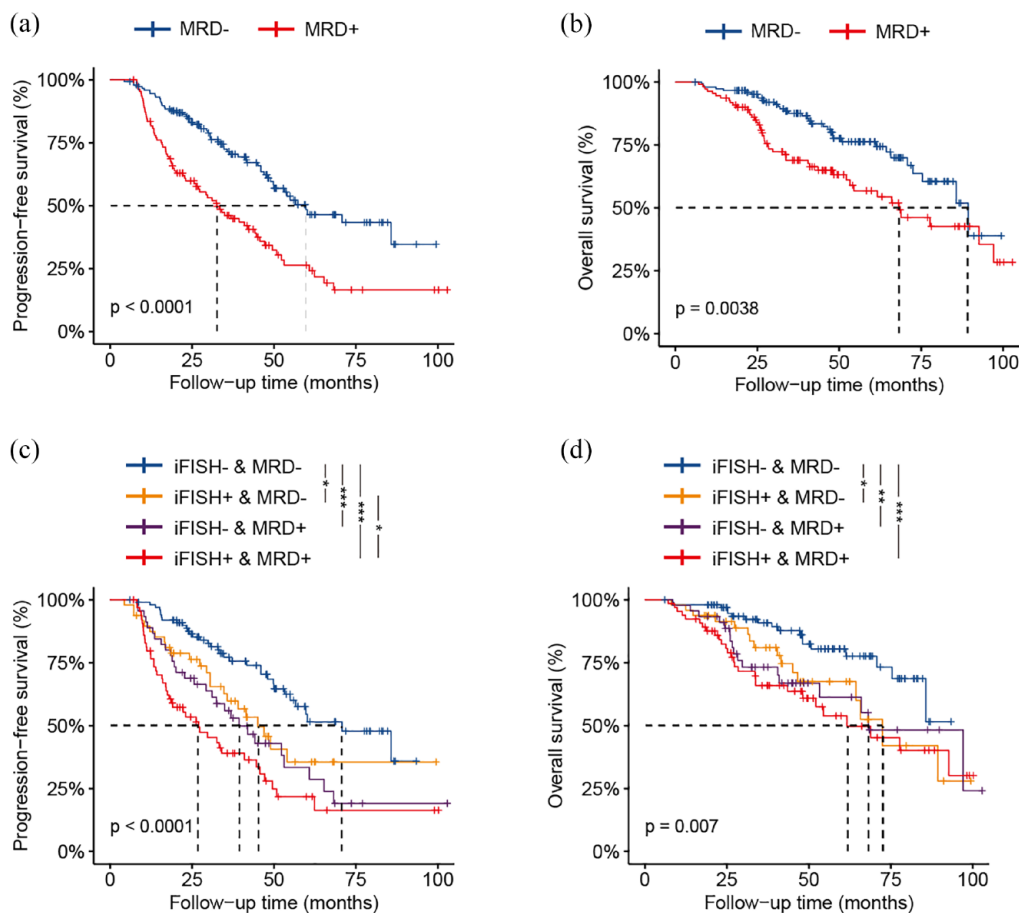 (a)
MRD- MRD+
Progression-free survival (%)
100%
75%
50%
25%
0%
p < 0.0001
0 25 50 75 100
Follow-up time (months)
(b)
MRD- MRD+
Overall survival (%)
100%
75%
50%
25%
0%
p = 0.0038
0 25 50 75 100
Follow-up time (months)
(c)
iFISH- & MRD-
iFISH+ & MRD-
iFISH- & MRD+
iFISH+ & MRD+
* *** *** *
Progression-free survival (%)
100%
75%
50%
25%
0%
p < 0.0001
0 25 50 75 100
Follow-up time (months)
(d)
iFISH- & MRD-
iFISH+ & MRD-
iFISH- & MRD+
iFISH+ & MRD+
* ** ***
Overall survival (%)
100%
75%
50%
25%
0%
p = 0.007
0 25 50 75 100
Follow-up time (months)